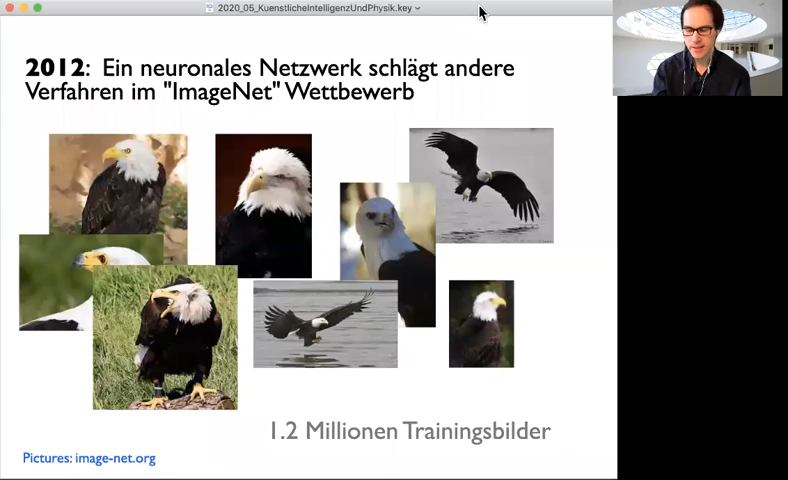 2020_05_KuenstlicheIntelligenzUndPhysik.key
2012: Ein neuronales Netzwerk schlägt andere
Verfahren im "ImageNet" Wettbewerb
1.2 Millionen Trainingsbilder
Pictures: image-net.org